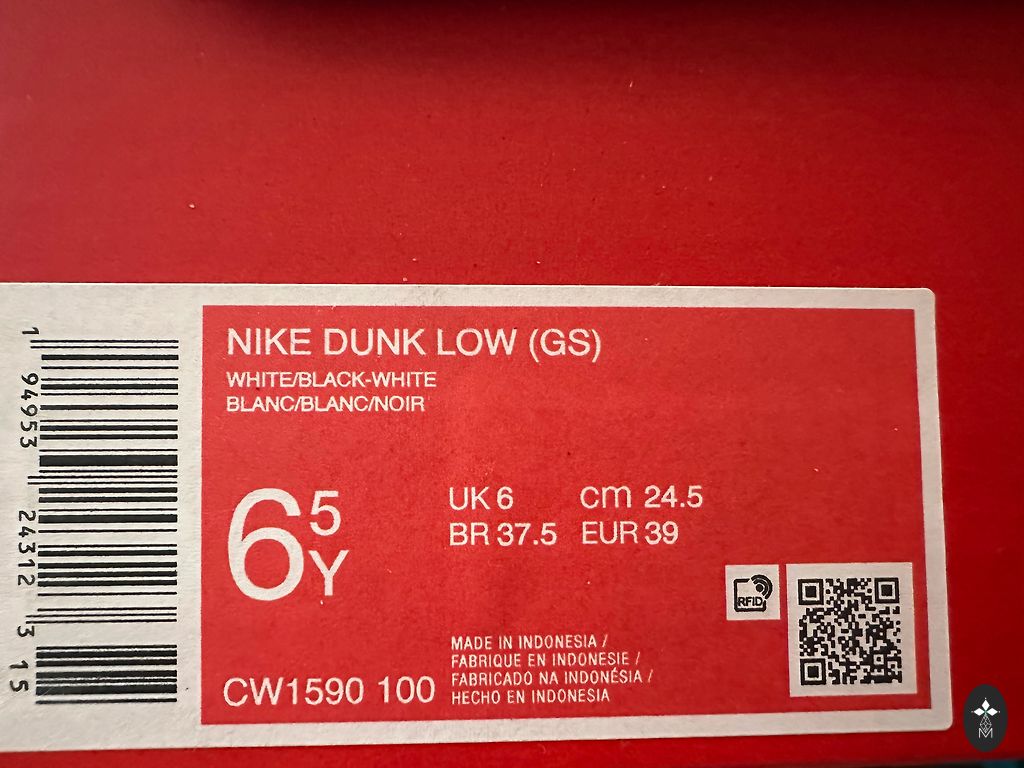 1 94953 24312 3 15
NIKE DUNK LOW (GS)
WHITE/BLACK-WHITE
BLANC/BLANC/NOIR
6 5 Y
UK 6 cm 24.5
BR 37.5 EUR 39
RFID
MADE IN INDONESIA /
FABRIQUE EN INDONESIE /
FABRICADO NA INDONÉSIA /
HECHO EN INDONESIA
CW1590 100
M